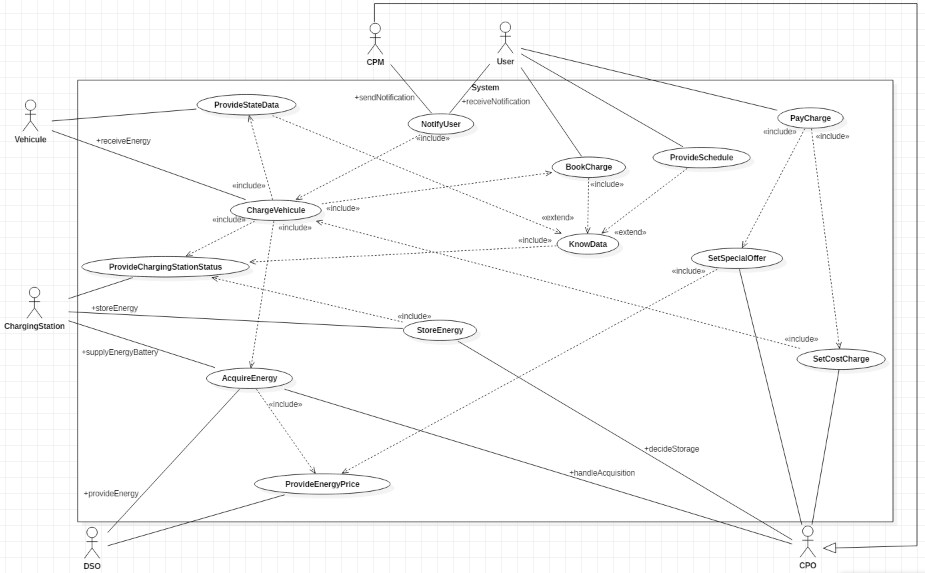 CPM
User
System
+sendNotification
+receiveNotification
Vehicule
ProvideStateData
NotifyUser
PayCharge
+receiveEnergy
«include»
«include»
«include»
BookCharge
ProvideSchedule
«include»
«include»
ChargeVehicule
«include»
«include»
«include»
«extend»
«extend»
KnowData
«include»
ProvideChargingStationStatus
SetSpecialOffer
«include»
ChargingStation
+storeEnergy
«include»
StoreEnergy
«include»
SetCostCharge
+supplyEnergyBattery
AcquireEnergy
«include»
+decideStorage
+handleAcquisition
ProvideEnergyPrice
+provideEnergy
DSO
CPO